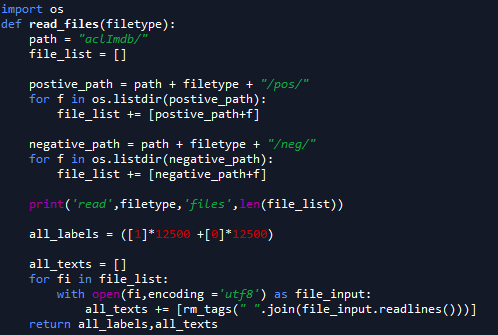 import os
def read_files(filetype):
    path = "aclImdb/"
    file_list = []

    postive_path = path + filetype + "/pos/"
    for f in os.listdir(postive_path):
        file_list += [postive_path+f]

    negative_path = path + filetype + "/neg/"
    for f in os.listdir(negative_path):
        file_list += [negative_path+f]

    print('read',filetype,'files',len(file_list))

    all_labels = ([1]*12500 +[0]*12500)

    all_texts = []
    for fi in file_list:
        with open(fi,encoding ='utf8') as file_input:
            all_texts += [rm_tags(" ".join(file_input.readlines()))]
    return all_labels,all_texts